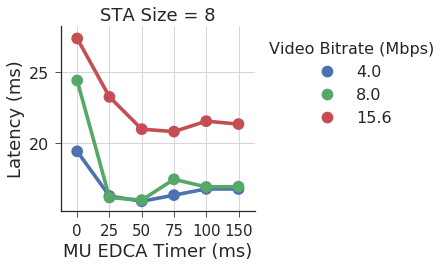 STA Size = 8
Latency (ms)
25
20
0 25 50 75 100 150
MU EDCA Timer (ms)
Video Bitrate (Mbps)
4.0
8.0
15.6